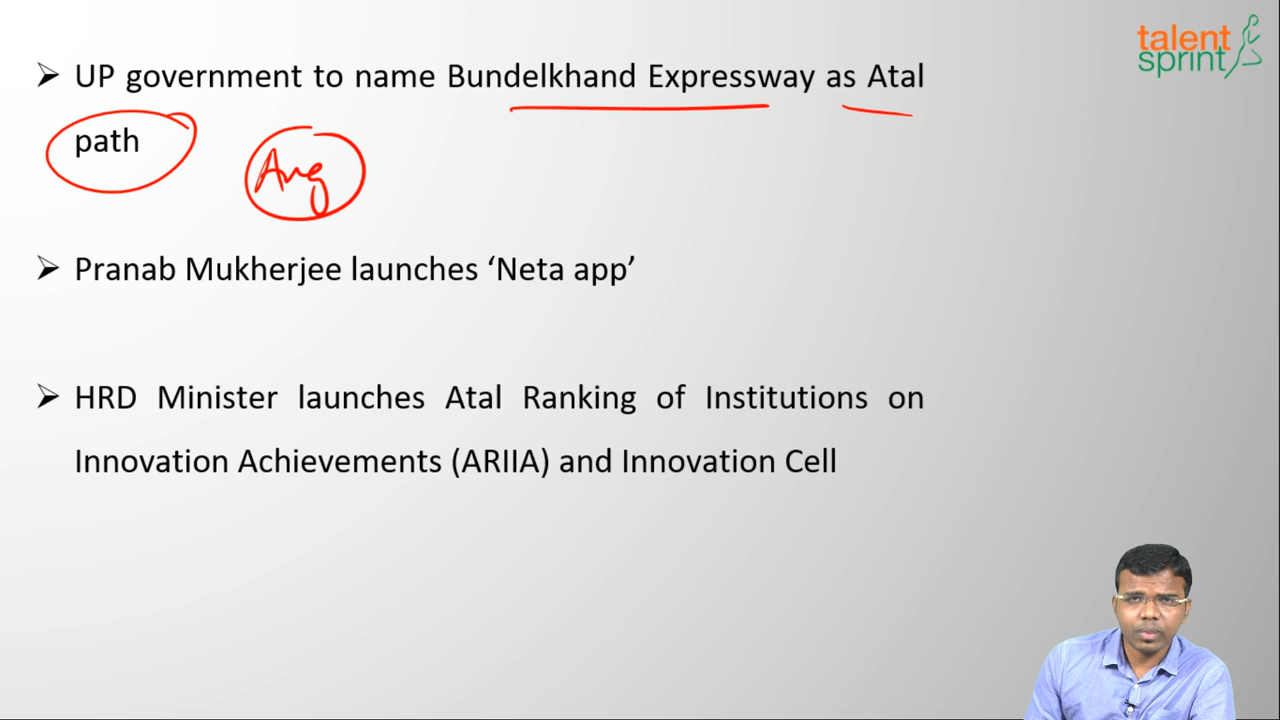 talent
sprint
UP government to name Bundelkhand Expressway as Atal
path
Aug
Pranab Mukherjee launches ‘Neta app’
HRD Minister launches Atal Ranking of Institutions on
Innovation Achievements (ARIIA) and Innovation Cell